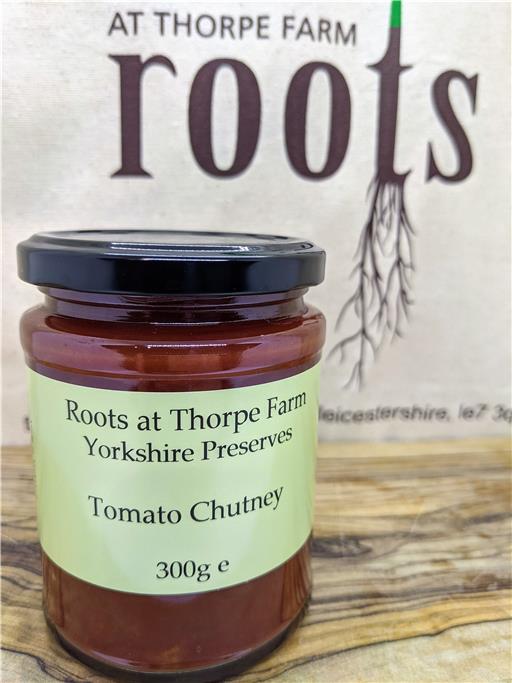 AT THORPE FARM
roots
leicestershire, le7 3q
Roots at Thorpe Farm
Yorkshire Preserves
Tomato Chutney
300g e